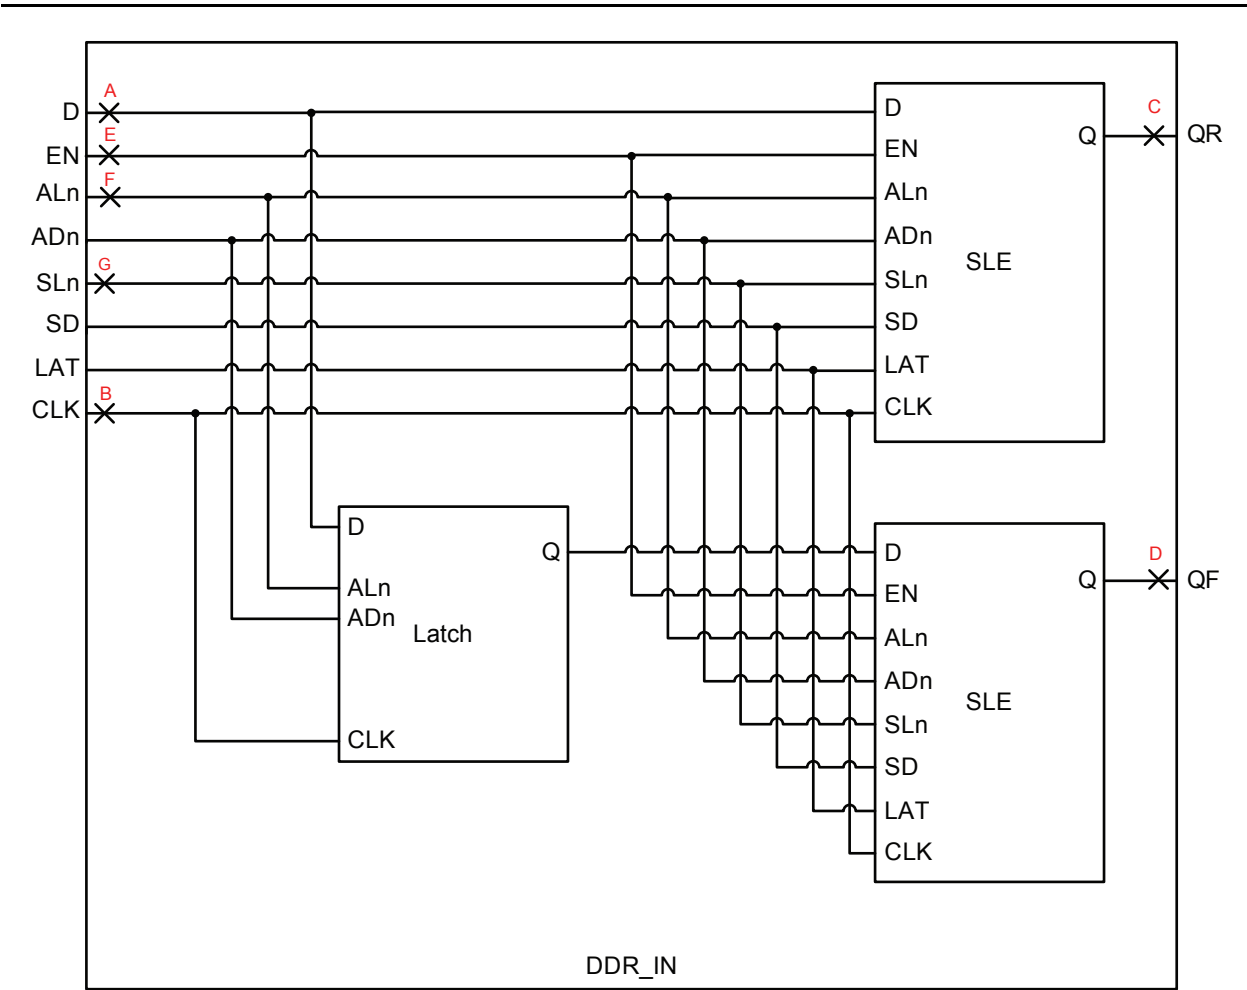 A
D
E
EN
F
ALn
ADn
G
SLn
SD
LAT
B
CLK
D
EN
ALn
ADn
SLn
SD
LAT
CLK
SLE
Q
C
QR
D
ALn
ADn
CLK
Latch
Q
D
EN
ALn
ADn
SLn
SD
LAT
CLK
SLE
Q
D
QF
DDR_IN